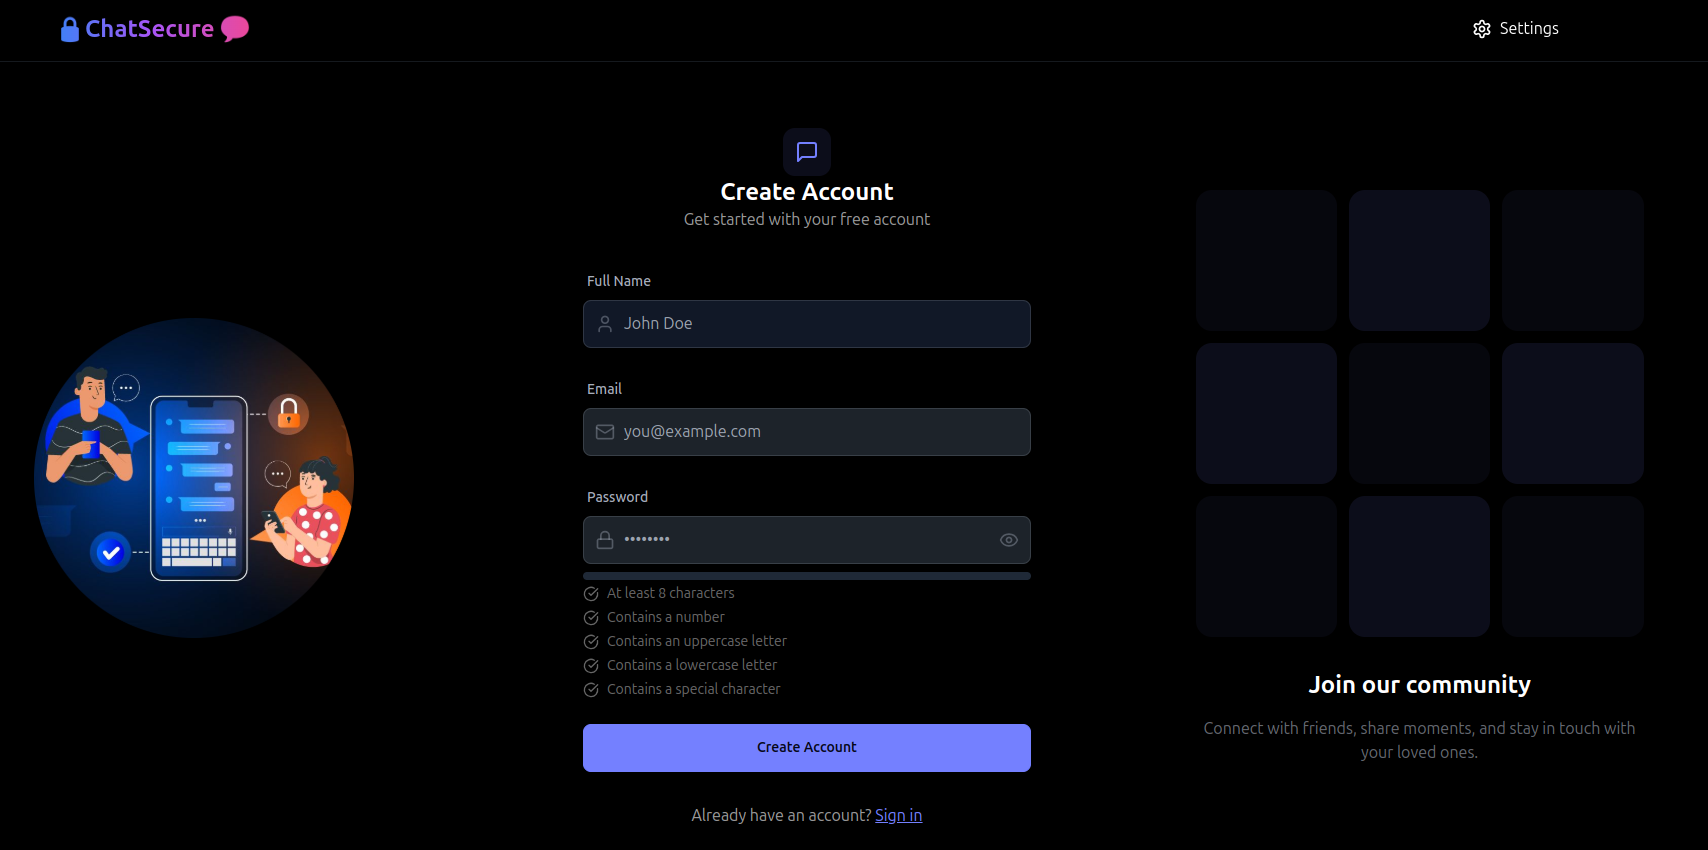 ChatSecure
Settings
Create Account
Get started with your free account
Full Name
John Doe
Email
you@example.com
Password
••••••••
At least 8 characters
Contains a number
Contains an uppercase letter
Contains a lowercase letter
Contains a special character
Create Account
Already have an account? Sign in
Join our community
Connect with friends, share moments, and stay in touch with
your loved ones.